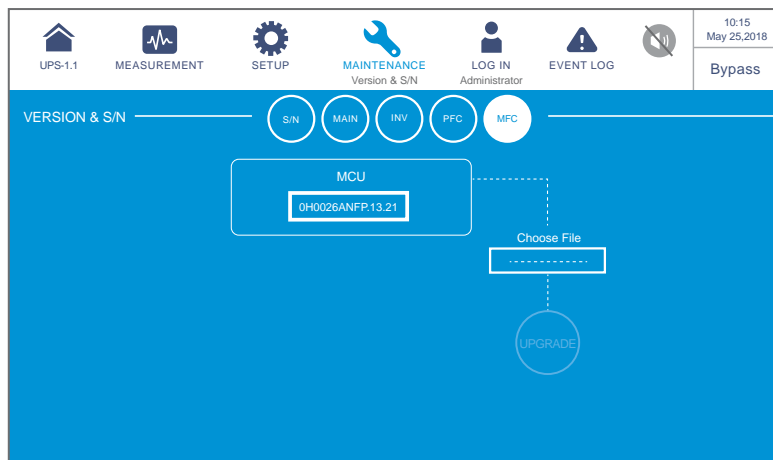 10:15
May 25,2018
UPS-1.1 MEASUREMENT SETUP MAINTENANCE LOG IN EVENT LOG
Version & S/N Administrator
Bypass
VERSION & S/N S/N MAIN INV PFC MFC
MCU
0H0026ANFP.13.21
Choose File
UPGRADE